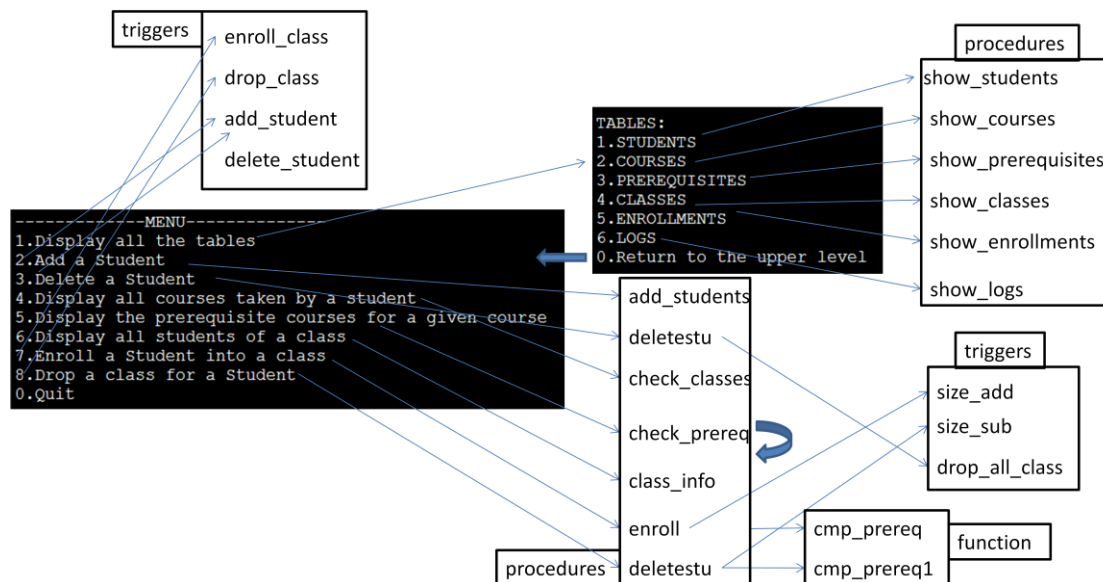 triggers
enroll_class
drop_class
add_student
delete_student
procedures
show_students
show_courses
show_prerequisites
show_classes
show_enrollments
show_logs
TABLES:
1.STUDENTS
2.COURSES
3.PREREQUISITES
4.CLASSES
5.ENROLLMENTS
6.LOGS
0.Return to the upper level
-------------MENU--------------
1.Display all the tables
2.Add a Student
3.Delete a Student
4.Display all courses taken by a student
5.Display the prerequisite courses for a given course
6.Display all students of a class
7.Enroll a Student into a class
8.Drop a class for a Student
0.Quit
add_students
deletestu
check_classes
check_prereq
class_info
enroll
deletestu
procedures
triggers
size_add
size_sub
drop_all_class
cmp_prereq
cmp_prereq1
function